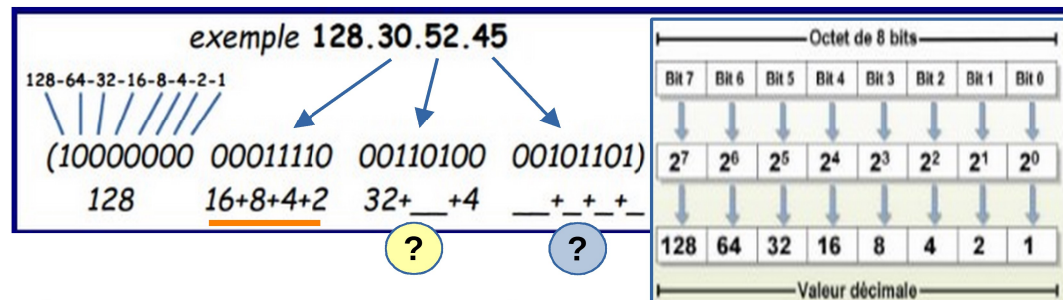 exemple 128.30.52.45
128-64-32-16-8-4-2-1
(10000000 00011110 00110100 00101101)
128 16+8+4+2 32+__+4 __+_+_+_
? ?
Octet de 8 bits
Bit 7 Bit 6 Bit 5 Bit 4 Bit 3 Bit 2 Bit 1 Bit 0
2⁷ 2⁶ 2⁵ 2⁴ 2³ 2² 2¹ 2⁰
128 64 32 16 8 4 2 1
Valeur décimale